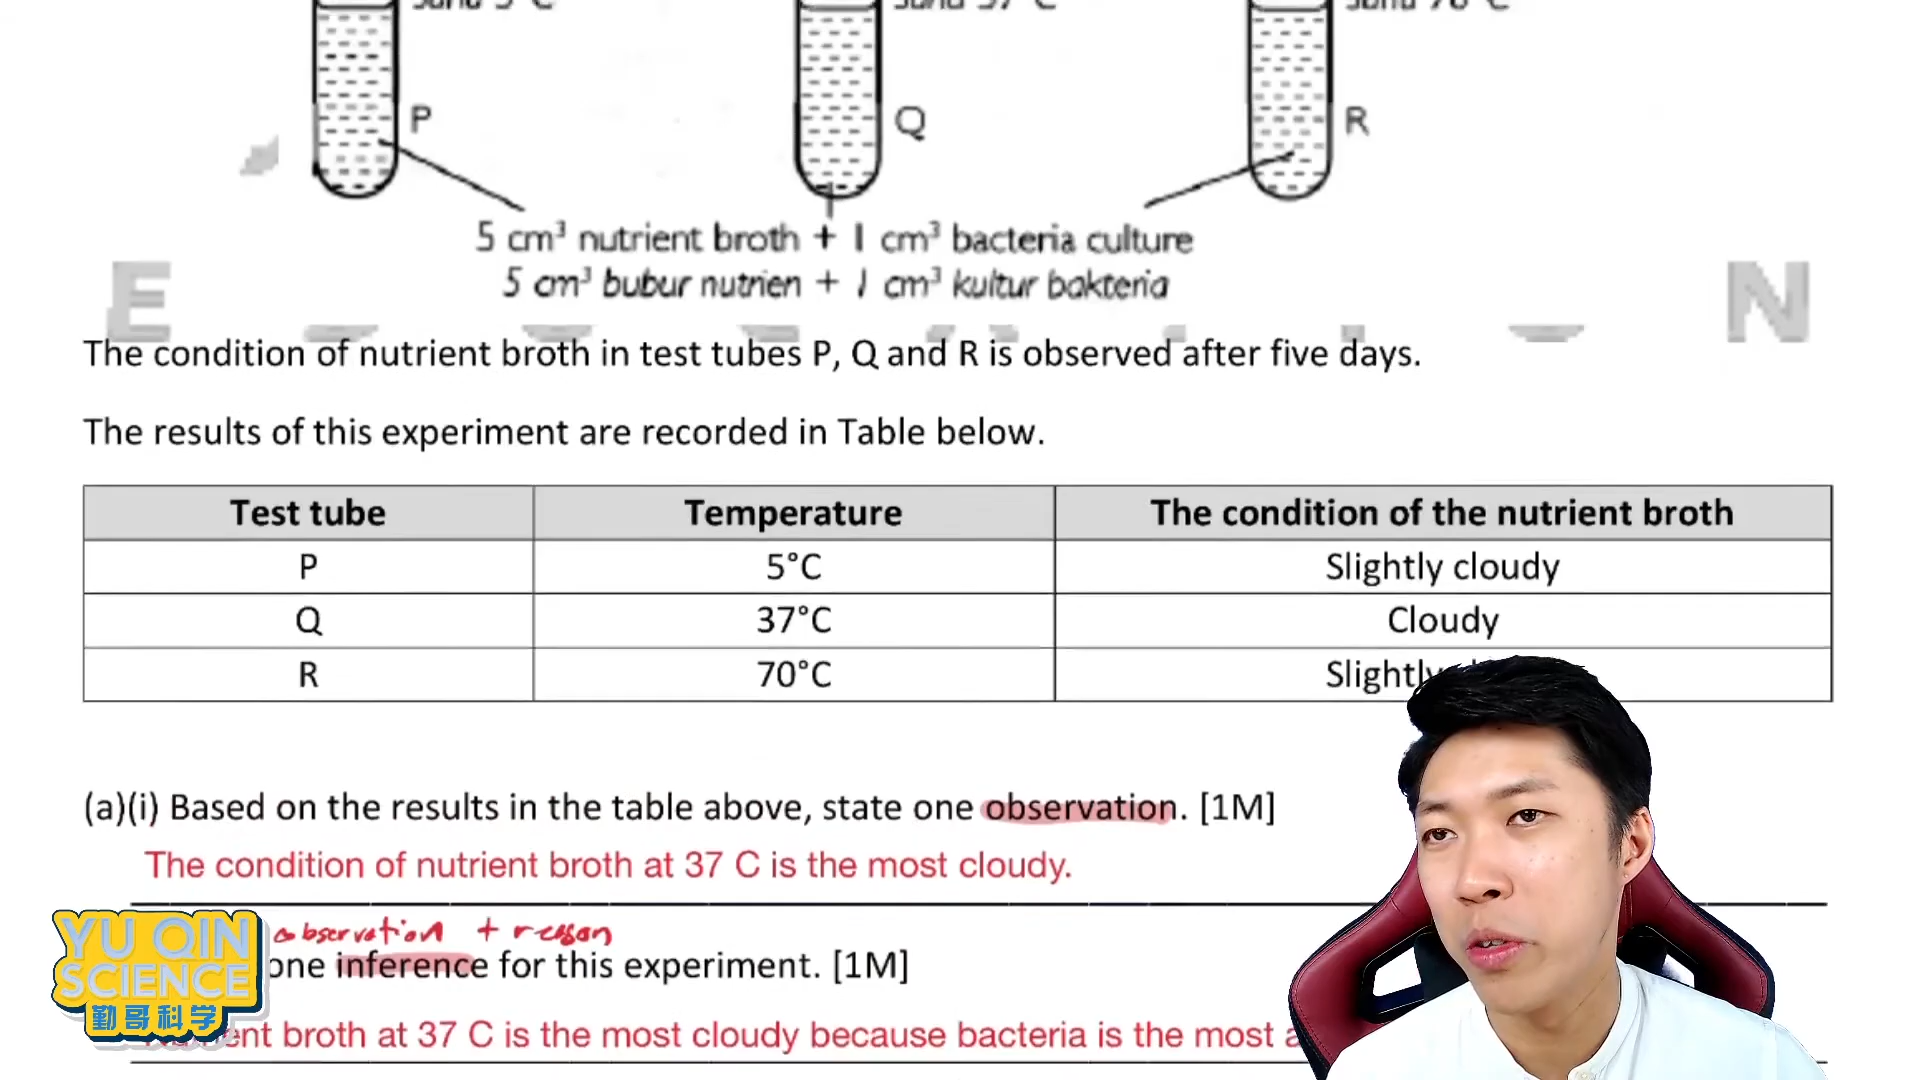 P
Q
R
5 cm³ nutrient broth + 1 cm³ bacteria culture
5 cm³ bubur nutrien + 1 cm³ kultur bakteria
E
N
The condition of nutrient broth in test tubes P, Q and R is observed after five days.
The results of this experiment are recorded in Table below.
Test tube Temperature The condition of the nutrient broth
P 5°C Slightly cloudy
Q 37°C Cloudy
R 70°C Slightly
(a)(i) Based on the results in the table above, state one observation. [1M]
The condition of nutrient broth at 37 C is the most cloudy.
observation + reason
one inference for this experiment. [1M]
broth at 37 C is the most cloudy because bacteria is the most
YU QIN
SCIENCE
勤哥科学